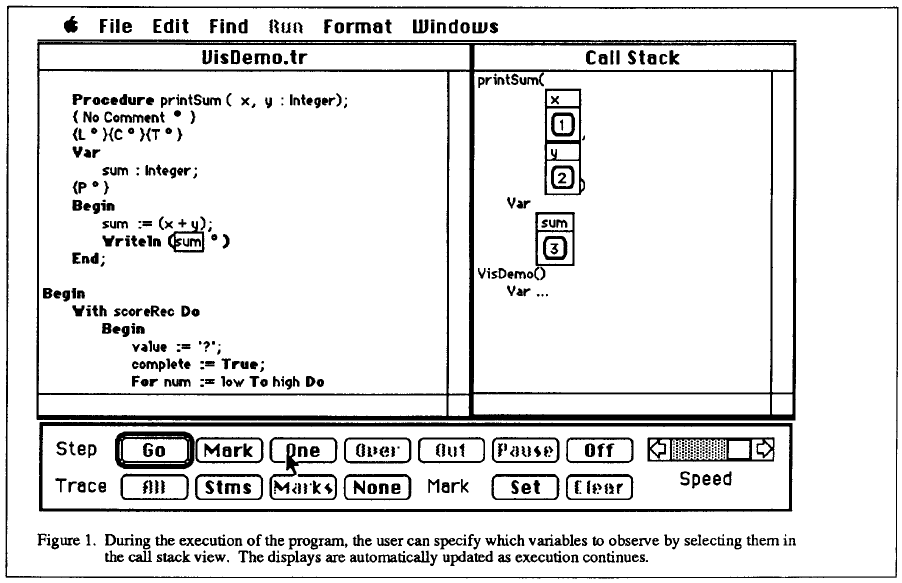 File Edit Find Run Format Windows
VisDemo.tr
Procedure printSum ( x, y : Integer);
{ No Comment ° }
{L ° }{C ° }{T ° }
Var
sum : Integer;
{P ° }
Begin
sum := (x + y);
Writeln (sum ° )
End;
Begin
With scoreRec Do
Begin
value := '?';
complete := True;
For num := low To high Do
Call Stack
printSum(
x
1
,
y
2
)
Var
sum
3
VisDemo()
Var ...
Step Go Mark One Over Out Pause Off
Trace All Stms Marks None Mark Set Clear
Speed
Figure 1. During the execution of the program, the user can specify which variables to observe by selecting them in
the call stack view. The displays are automatically updated as execution continues.